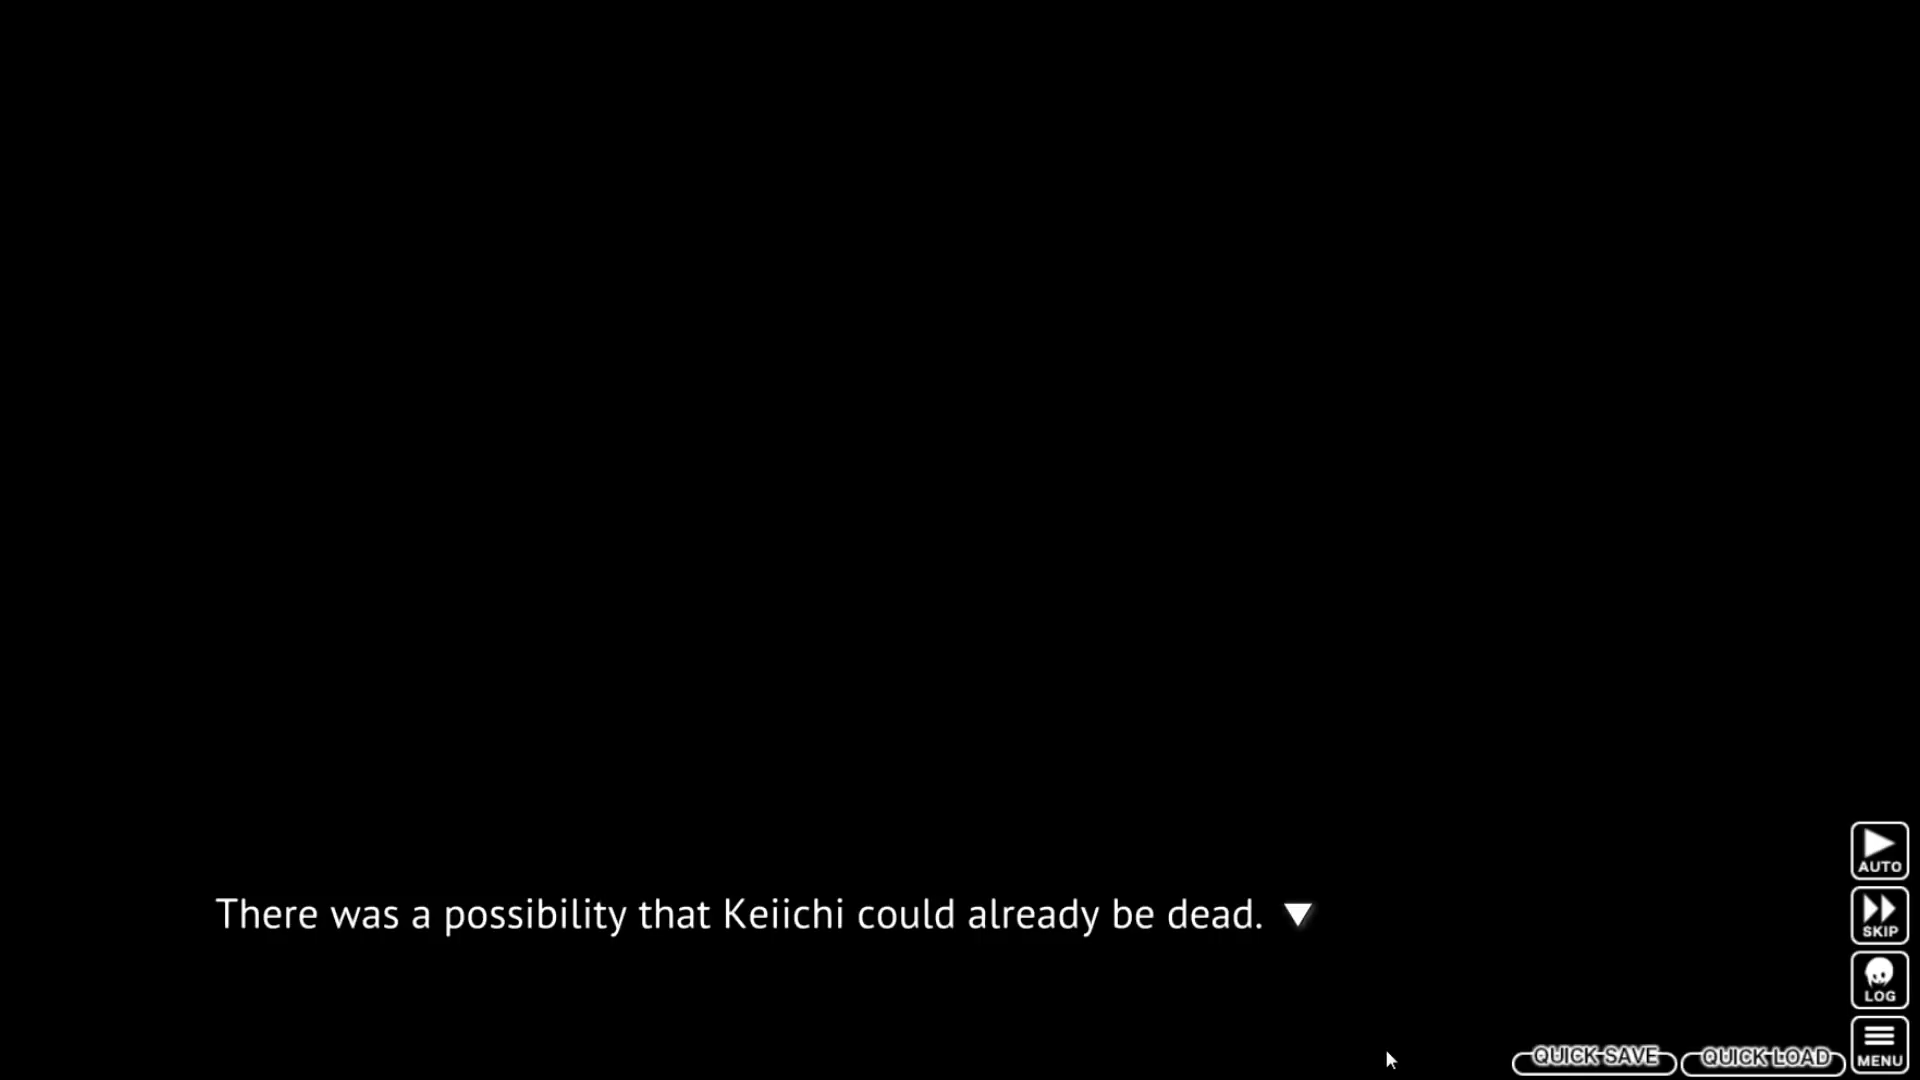 There was a possibility that Keiichi could already be dead.
AUTO
SKIP
LOG
MENU
QUICK SAVE
QUICK LOAD